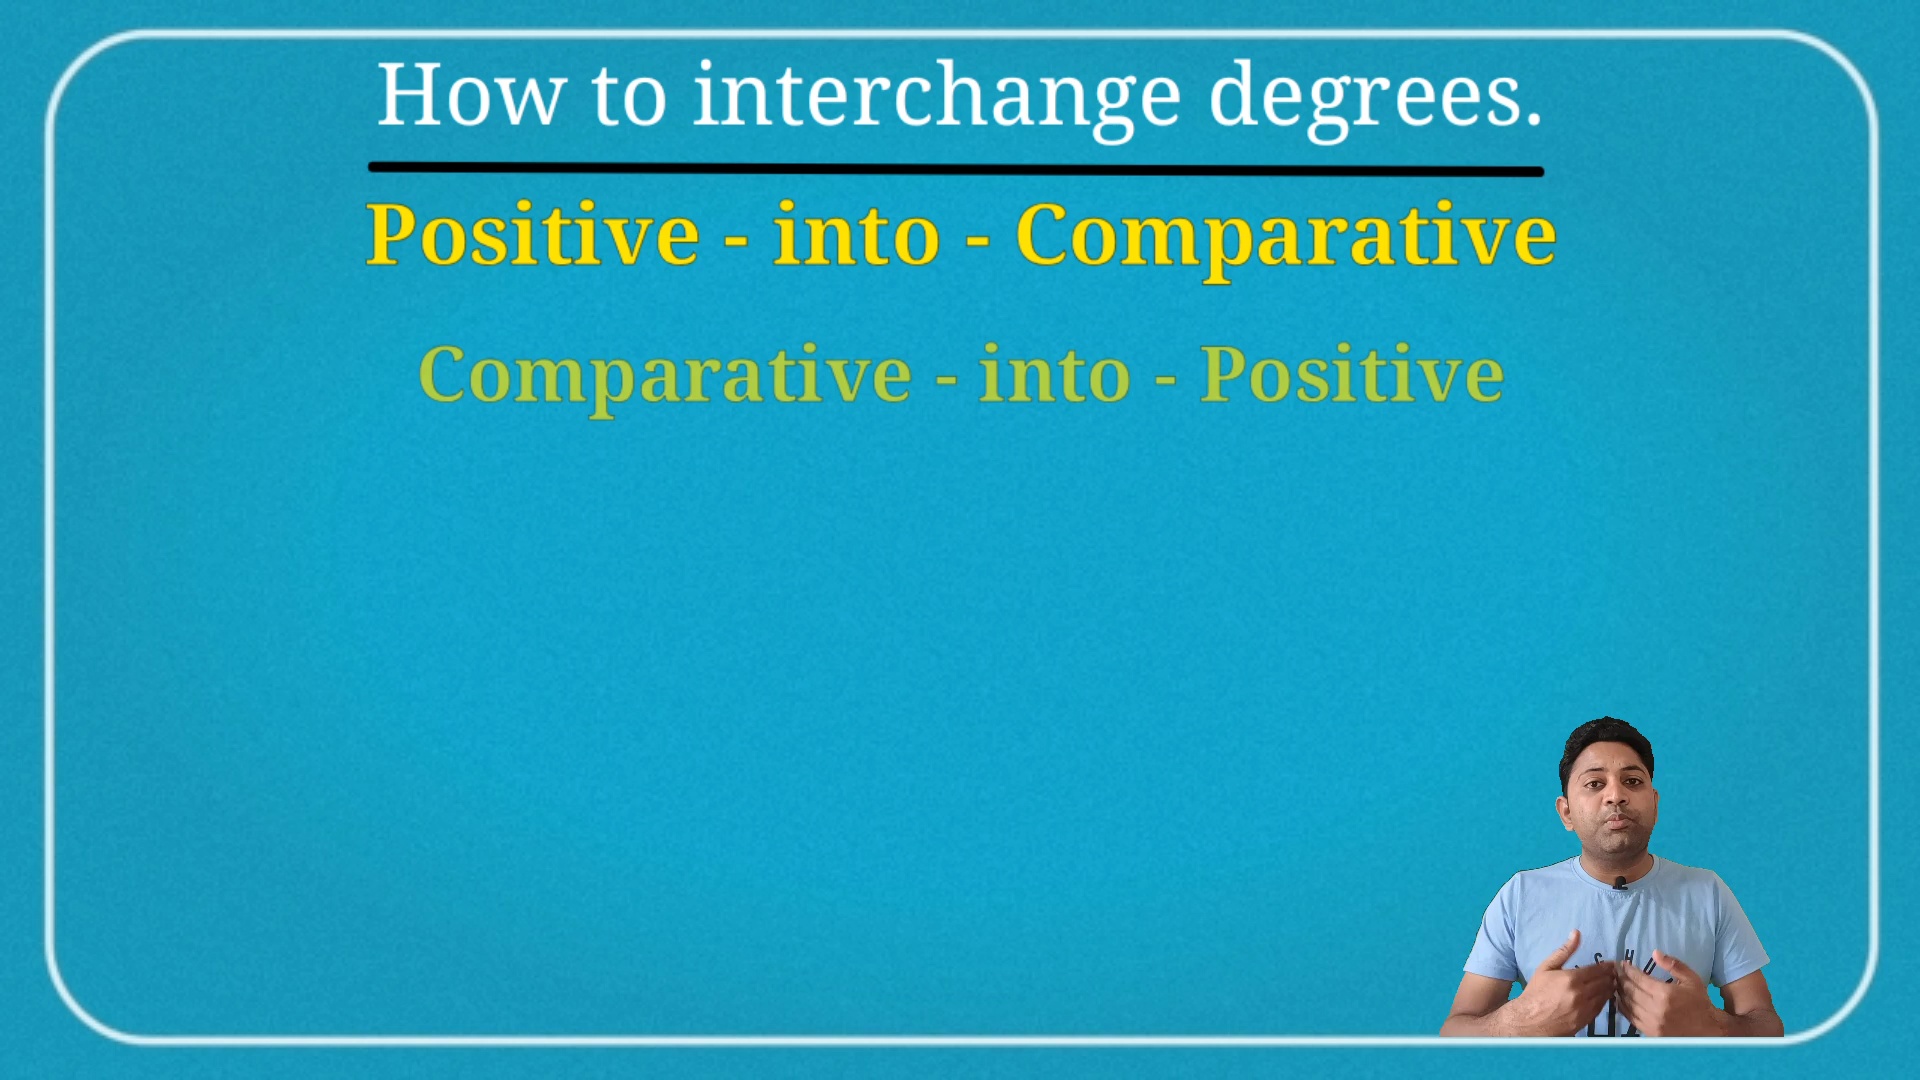 How to interchange degrees.
Positive - into - Comparative
Comparative - into - Positive